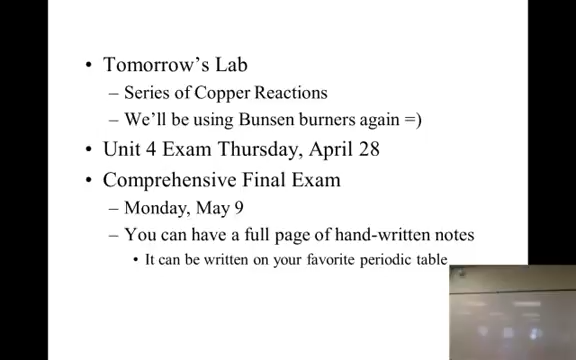 • Tomorrow's Lab
– Series of Copper Reactions
– We'll be using Bunsen burners again =)
• Unit 4 Exam Thursday, April 28
• Comprehensive Final Exam
– Monday, May 9
– You can have a full page of hand-written notes
• It can be written on your favorite periodic table